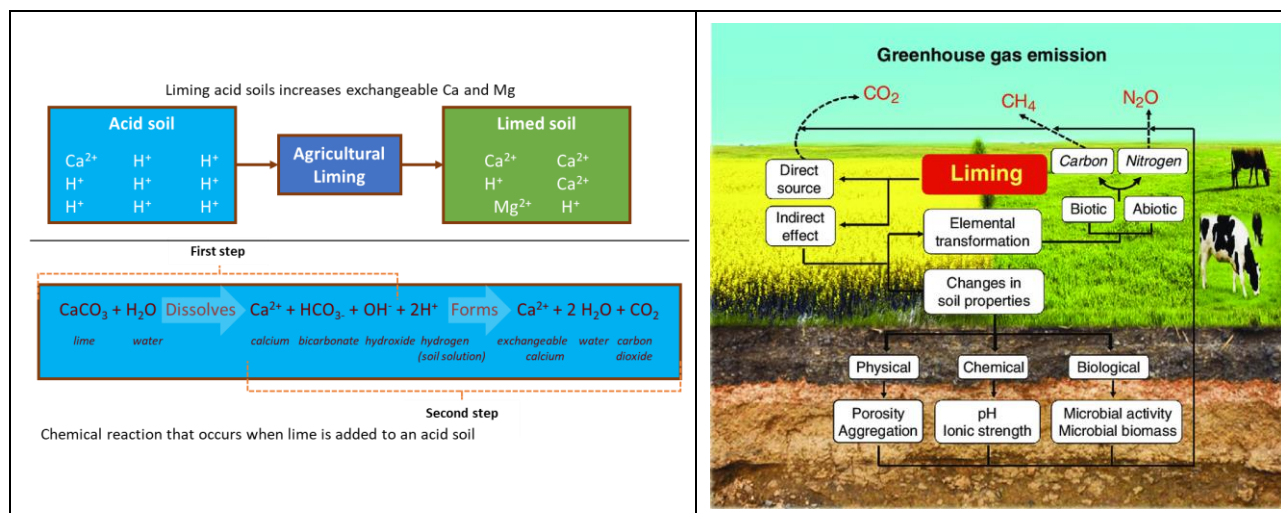 Liming acid soils increases exchangeable Ca and Mg
Acid soil
Ca²⁺ H⁺ H⁺
H⁺ H⁺ H⁺
H⁺ H⁺ H⁺
Agricultural
Liming
Limed soil
Ca²⁺ Ca²⁺
H⁺ Ca²⁺
Mg²⁺ H⁺
First step
CaCO₃ + H₂O Dissolves Ca²⁺ + HCO₃₋ + OH⁻ + 2H⁺ Forms Ca²⁺ + 2 H₂O + CO₂
lime water calcium bicarbonate hydroxide hydrogen exchangeable water carbon
(soil solution) calcium dioxide
Second step
Chemical reaction that occurs when lime is added to an acid soil
Greenhouse gas emission
CO₂
CH₄
N₂O
Direct
source
Liming
Carbon
Nitrogen
Indirect
effect
Elemental
transformation
Biotic
Abiotic
Changes in
soil properties
Physical
Chemical
Biological
Porosity
Aggregation
pH
Ionic strength
Microbial activity
Microbial biomass